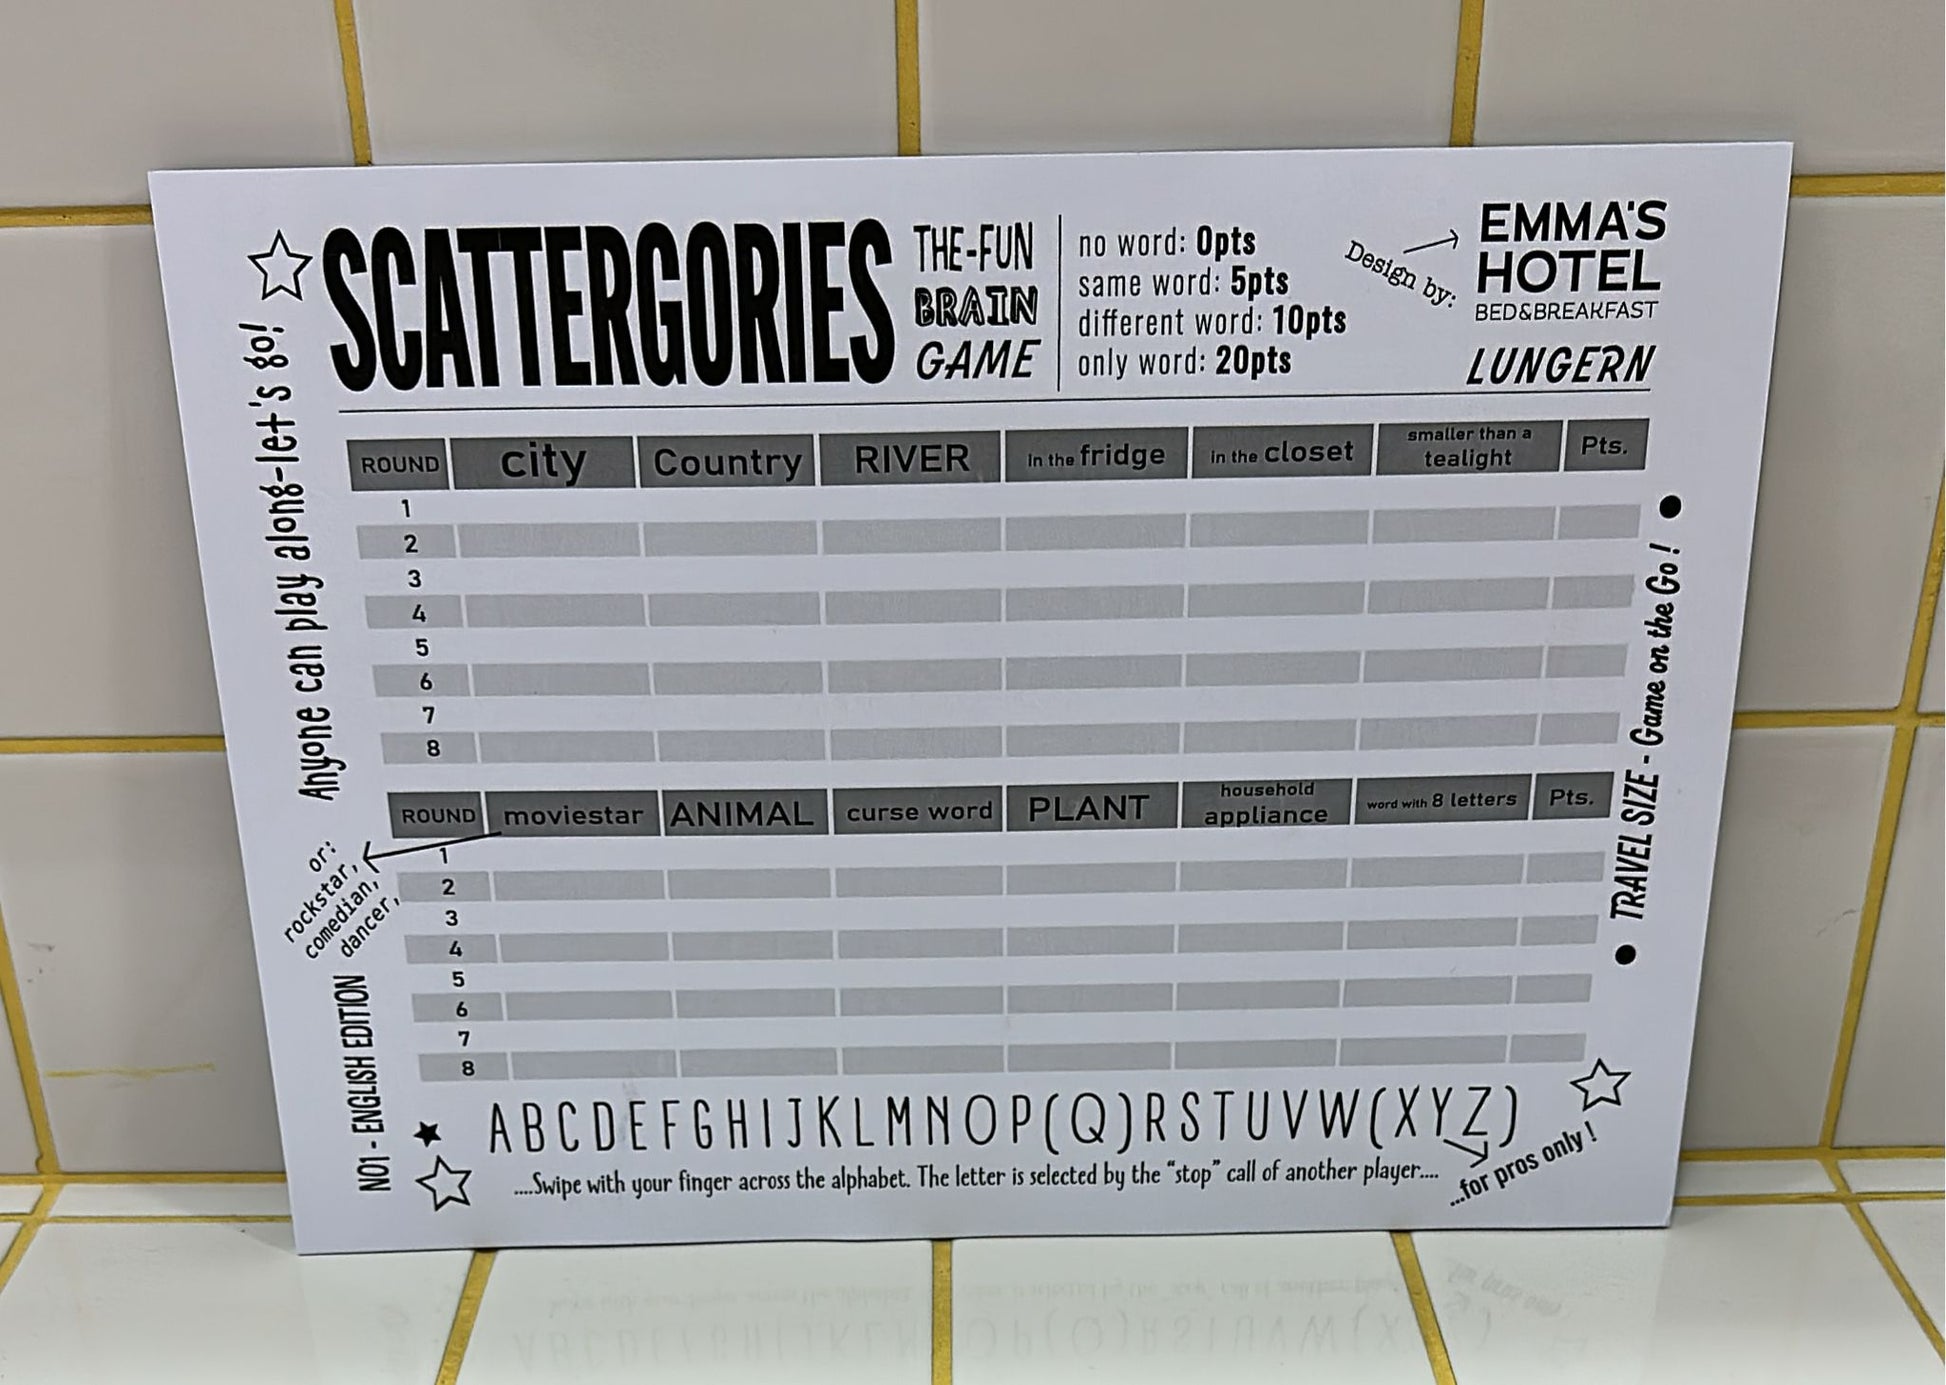 SCATTERGORIES
THE-FUN
BRAIN
GAME
no word: 0pts
same word: 5pts
different word: 10pts
only word: 20pts
Design by:
EMMA'S
HOTEL
BED&BREAKFAST
LUNGERN
Anyone can play along-let's go!
ROUND city Country RIVER in the fridge in the closet smaller than a tealight Pts.
1
2
3
4
5
6
7
8
ROUND moviestar ANIMAL curse word PLANT household appliance word with 8 letters Pts.
1
2
3
4
5
6
7
8
or:
rockstar,
comedian,
dancer,
NO1 - ENGLISH EDITION
TRAVEL SIZE - Game on the Go!
ABCDEFGHIJKLMNOP(Q)RSTUVW(XYZ)
....Swipe with your finger across the alphabet. The letter is selected by the "stop" call of another player....
...for pros only!